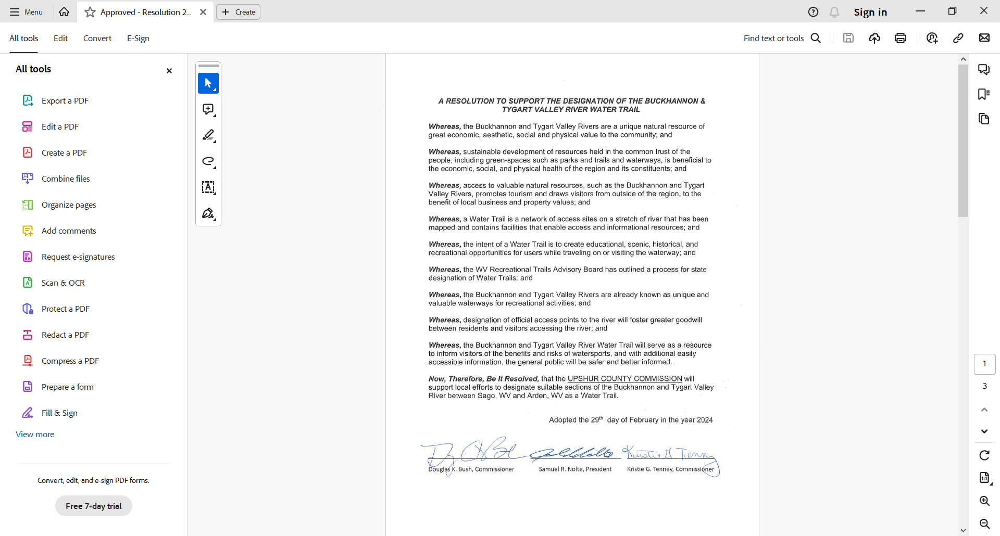 Menu
Approved - Resolution 2...
Create
Sign in
All tools
Edit
Convert
E-Sign
Find text or tools
All tools
Export a PDF
Edit a PDF
Create a PDF
Combine files
Organize pages
Add comments
Request e-signatures
Scan & OCR
Protect a PDF
Redact a PDF
Compress a PDF
Prepare a form
Fill & Sign
View more
Convert, edit, and e-sign PDF forms.
Free 7-day trial
A RESOLUTION TO SUPPORT THE DESIGNATION OF THE BUCKHANNON &
TYGART VALLEY RIVER WATER TRAIL
Whereas, the Buckhannon and Tygart Valley Rivers are a unique natural resource of
great economic, aesthetic, social and physical value to the community; and
Whereas, sustainable development of resources held in the common trust of the
people, including green-spaces such as parks and trails and waterways, is beneficial to
the economic, social, and physical health of the region and its constituents; and
Whereas, access to valuable natural resources, such as the Buckhannon and Tygart
Valley Rivers, promotes tourism and draws visitors from outside of the region, to the
benefit of local business and property values; and
Whereas, a Water Trail is a network of access sites on a stretch of river that has been
mapped and contains facilities that enable access and informational resources; and
Whereas, the intent of a Water Trail is to create educational, scenic, historical, and
recreational opportunities for users while traveling on or visiting the waterway; and
Whereas, the WV Recreational Trails Advisory Board has outlined a process for state
designation of Water Trails; and
Whereas, the Buckhannon and Tygart Valley Rivers are already known as unique and
valuable waterways for recreational activities; and
Whereas, designation of official access points to the river will foster greater goodwill
between residents and visitors accessing the river; and
Whereas, the Buckhannon and Tygart Valley River Water Trail will serve as a resource
to inform visitors of the benefits and risks of watersports, and with additional easily
accessible information, the general public will be safer and better informed.
Now, Therefore, Be It Resolved, that the UPSHUR COUNTY COMMISSION will
support local efforts to designate suitable sections of the Buckhannon and Tygart Valley
River between Sago, WV and Arden, WV as a Water Trail.
Adopted the 29th day of February in the year 2024
Kristie G Tenney
Douglas K. Bush, Commissioner
Samuel R. Nolte, President
Kristie G. Tenney, Commissioner
1
3
1:1